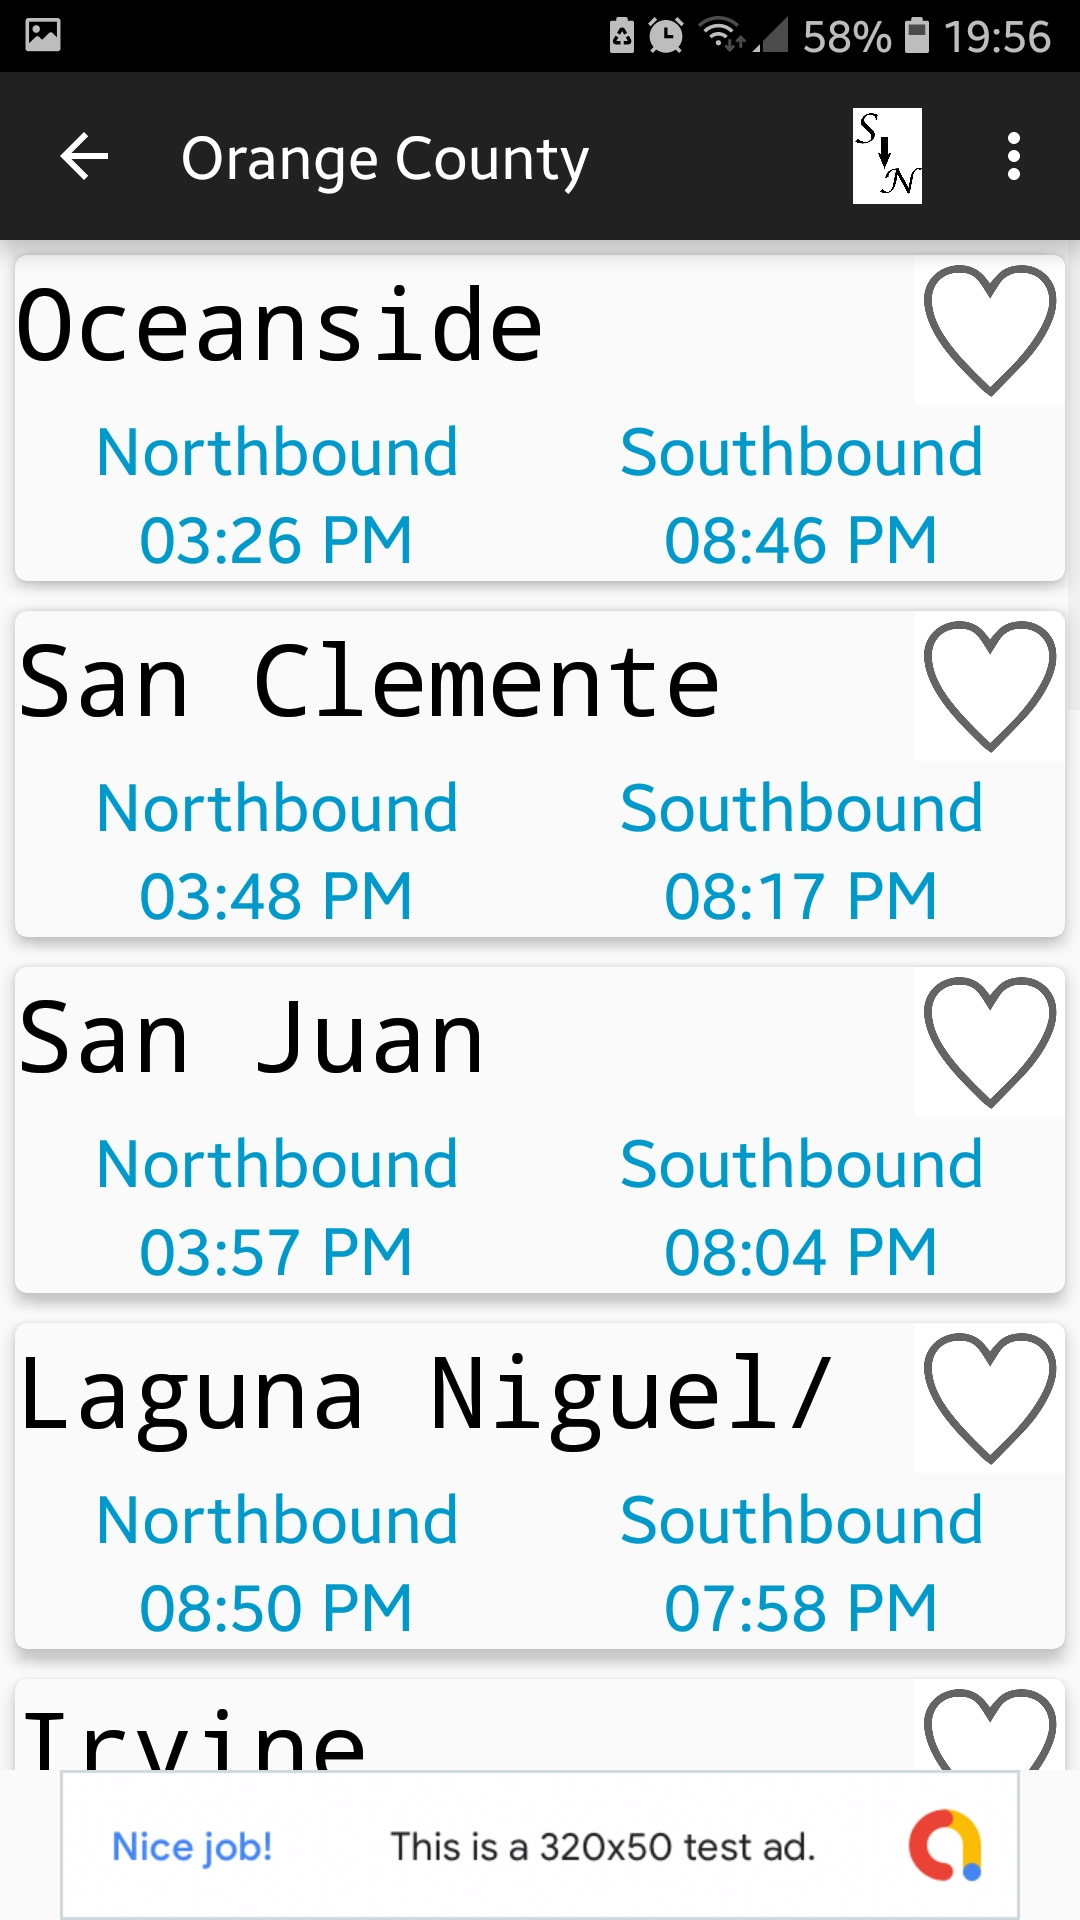 58% 19:56
Orange County
S
N
Oceanside
Northbound Southbound
03:26 PM 08:46 PM
San Clemente
Northbound Southbound
03:48 PM 08:17 PM
San Juan
Northbound Southbound
03:57 PM 08:04 PM
Laguna Niguel/
Northbound Southbound
08:50 PM 07:58 PM
Irvine
Nice job! This is a 320x50 test ad.